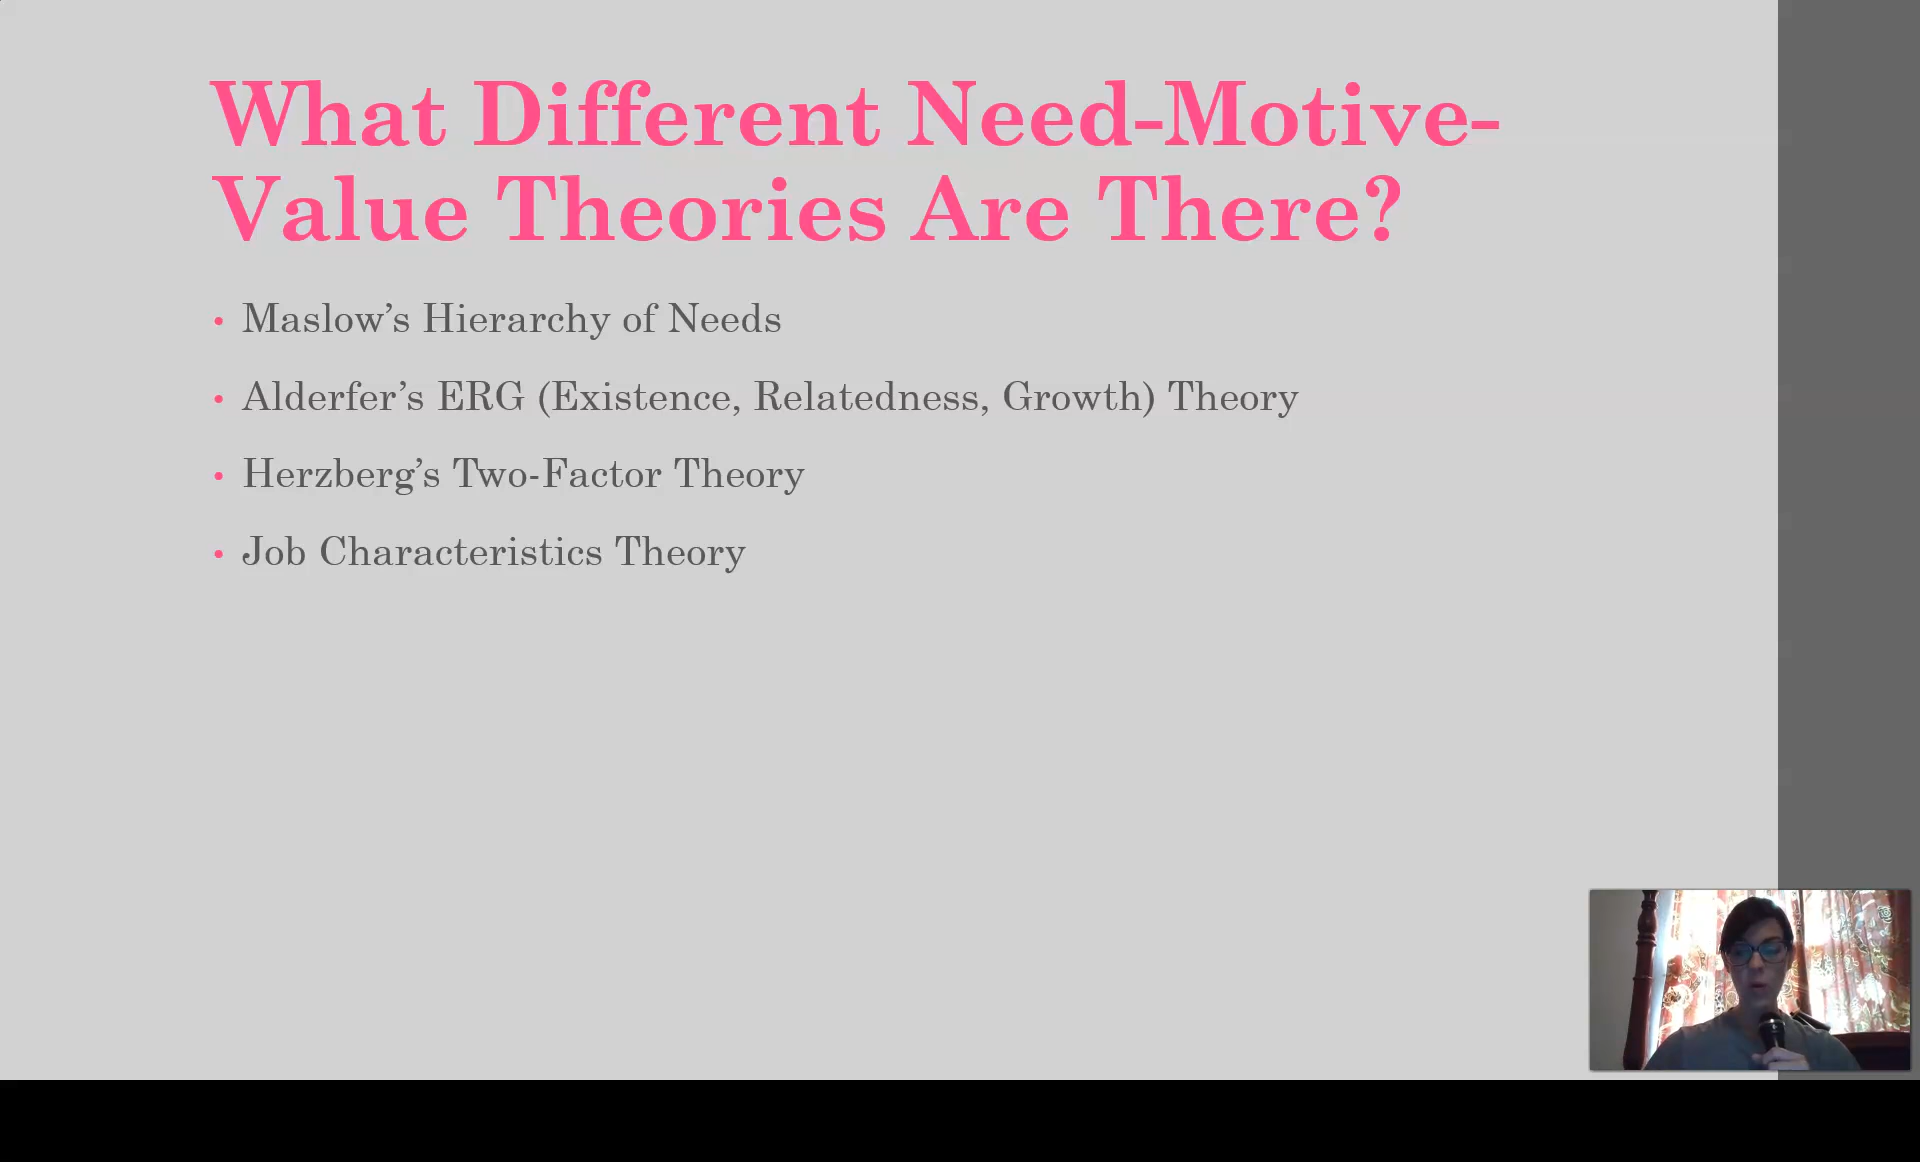 What Different Need-Motive-
Value Theories Are There?
• Maslow’s Hierarchy of Needs
• Alderfer’s ERG (Existence, Relatedness, Growth) Theory
• Herzberg’s Two-Factor Theory
• Job Characteristics Theory